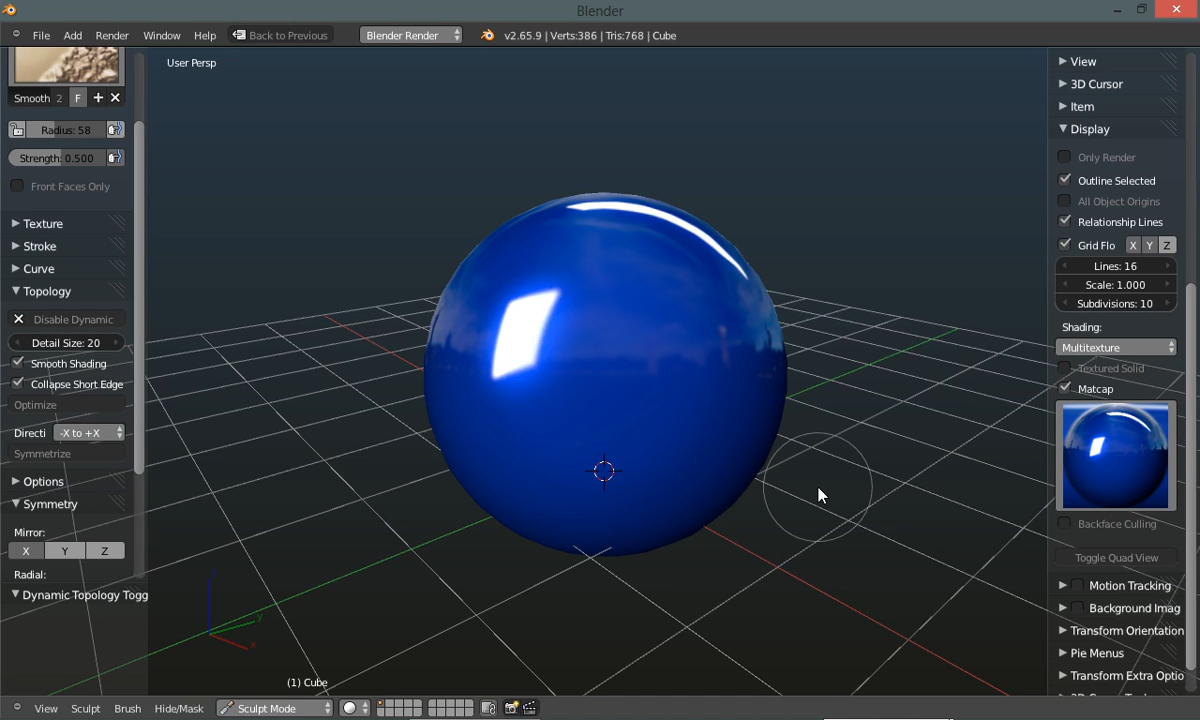 Blender
File Add Render Window Help Back to Previous Blender Render v2.65.9 | Verts:386 | Tris:768 | Cube
User Persp
Smooth 2 F
Radius: 58
Strength: 0.500
Front Faces Only
Texture
Stroke
Curve
Topology
Disable Dynamic
Detail Size: 20
Smooth Shading
Collapse Short Edge
Optimize
Directi -X to +X
Symmetrize
Options
Symmetry
Mirror:
X Y Z
Radial:
Dynamic Topology Togg
z
y
x
(1) Cube
View
3D Cursor
Item
Display
Only Render
Outline Selected
All Object Origins
Relationship Lines
Grid Flo X Y Z
Lines: 16
Scale: 1.000
Subdivisions: 10
Shading:
Multitexture
Textured Solid
Matcap
Backface Culling
Toggle Quad View
Motion Tracking
Background Imag
Transform Orientation
Pie Menus
Transform Extra Optio
View Sculpt Brush Hide/Mask Sculpt Mode